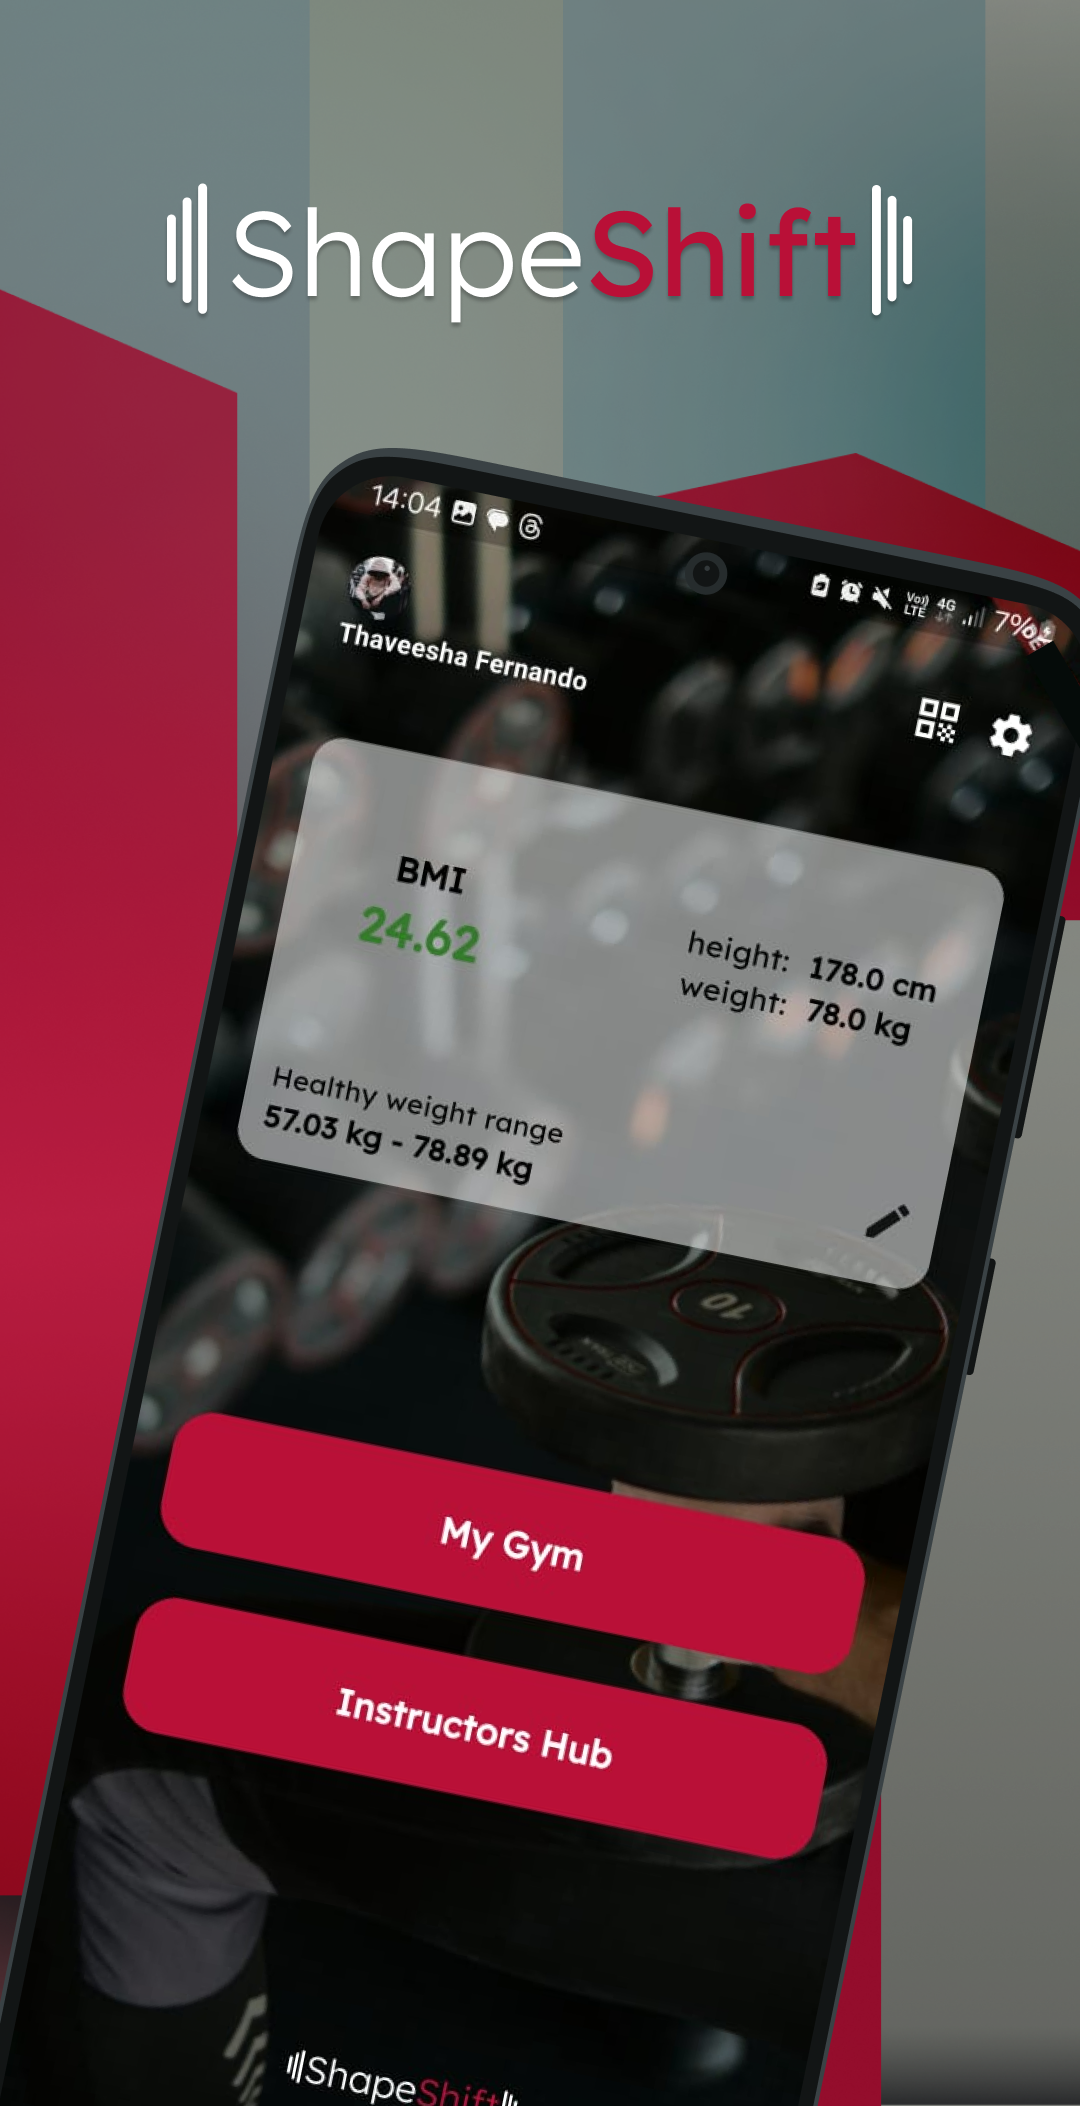 ShapeShift
14:04
Vo)) LTE 4G 7%
Thaveesha Fernando
BMI
24.62
height: 178.0 cm
weight: 78.0 kg
Healthy weight range
57.03 kg - 78.89 kg
10
My Gym
Instructors Hub
ShapeShift